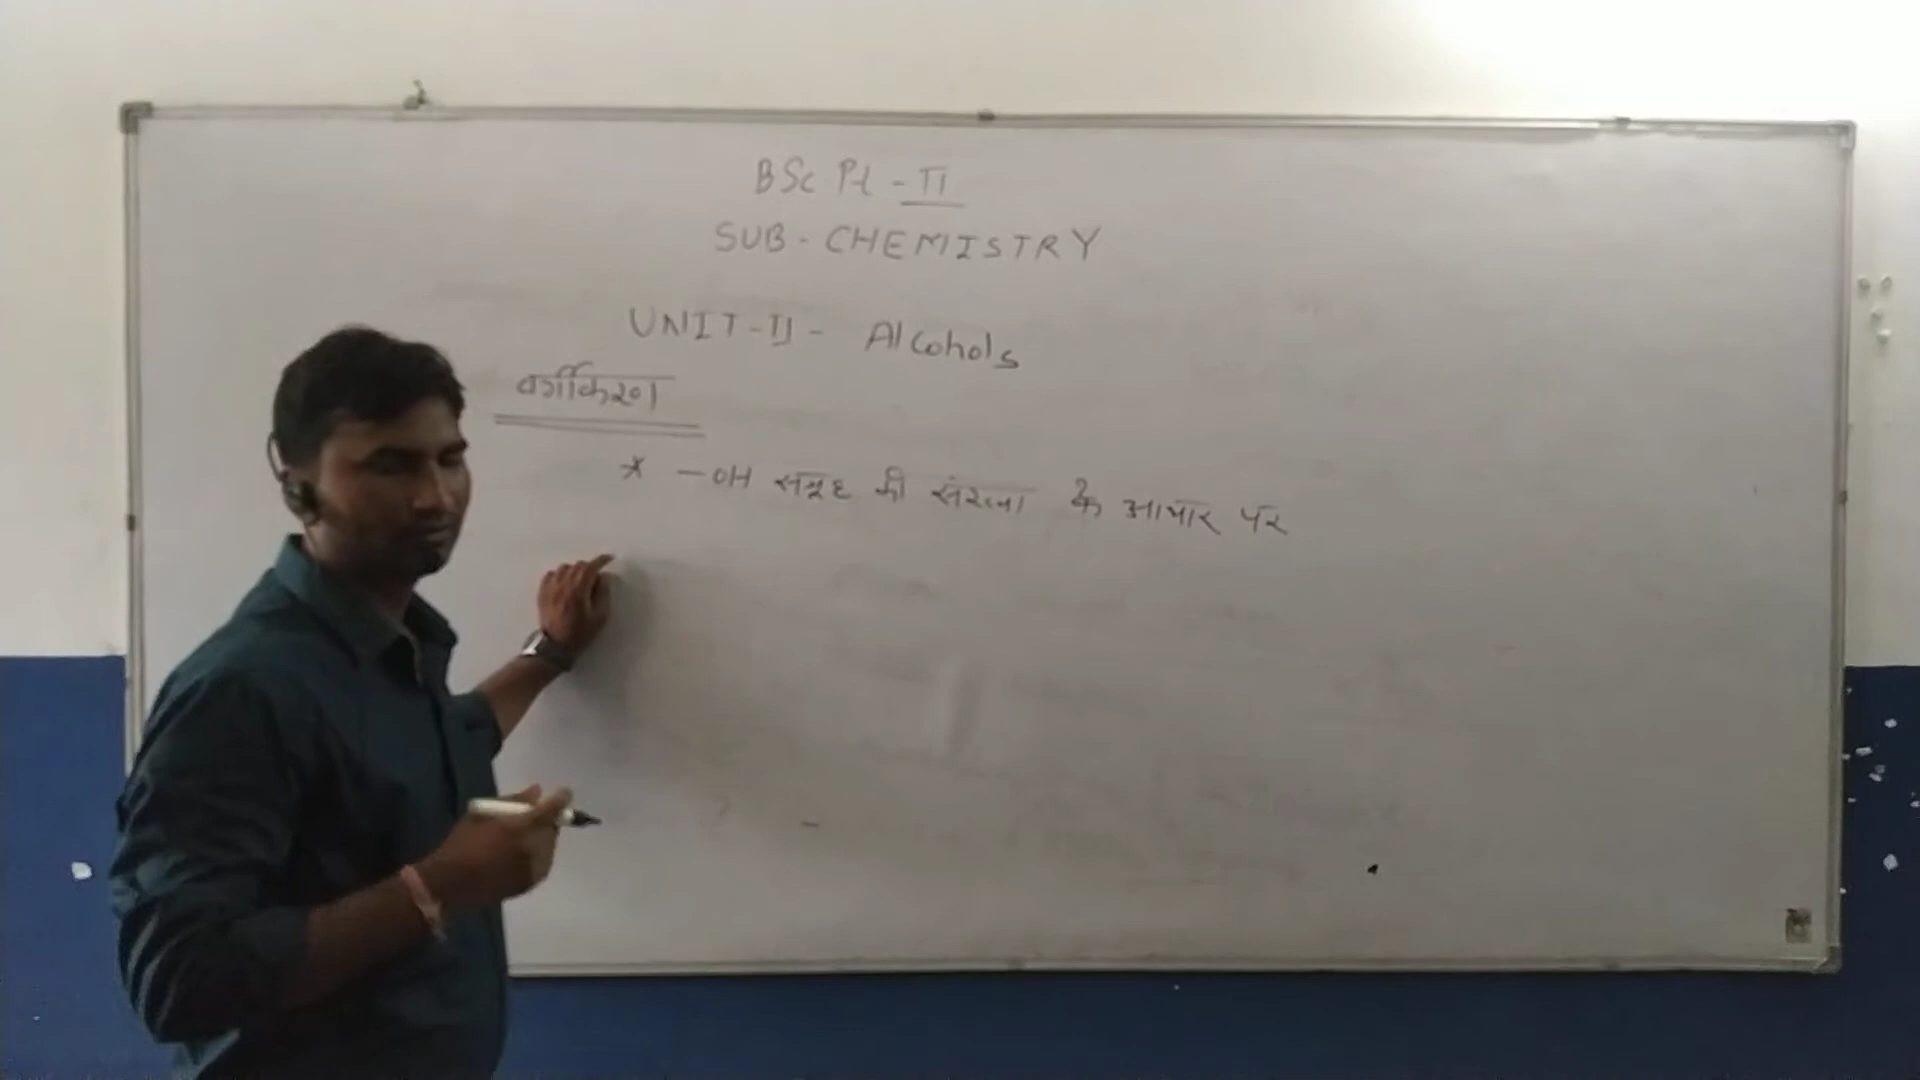 BSc Pt - II
SUB - CHEMISTRY
UNIT-II - Alcohols
वर्गीकरण
* -OH समूह की संख्या के आधार पर